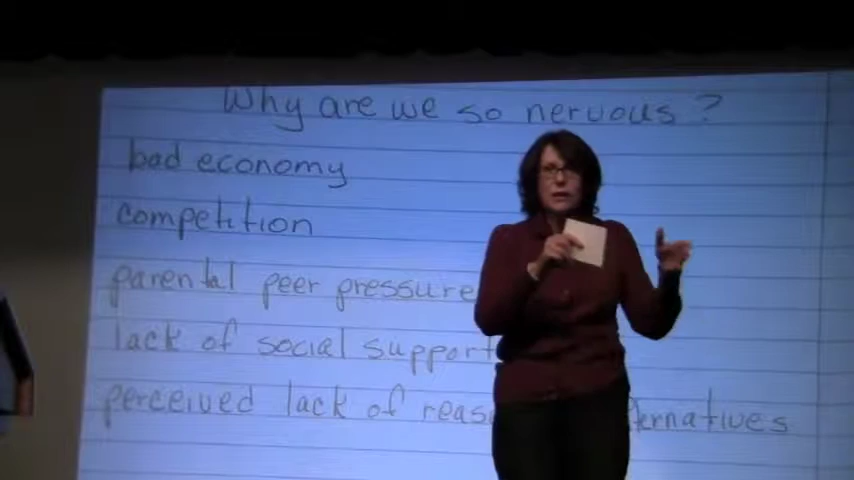 Why are we so nervous?
bad economy
competition
parental peer pressure
lack of social support
perceived lack of